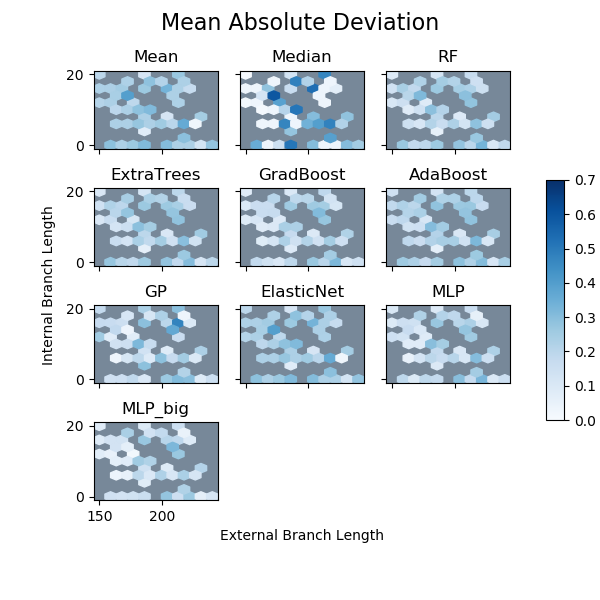 Mean Absolute Deviation
Mean
Median
RF
20
0
ExtraTrees
GradBoost
AdaBoost
20
0
GP
ElasticNet
MLP
20
0
MLP_big
20
0
150
200
Internal Branch Length
External Branch Length
0.7
0.6
0.5
0.4
0.3
0.2
0.1
0.0